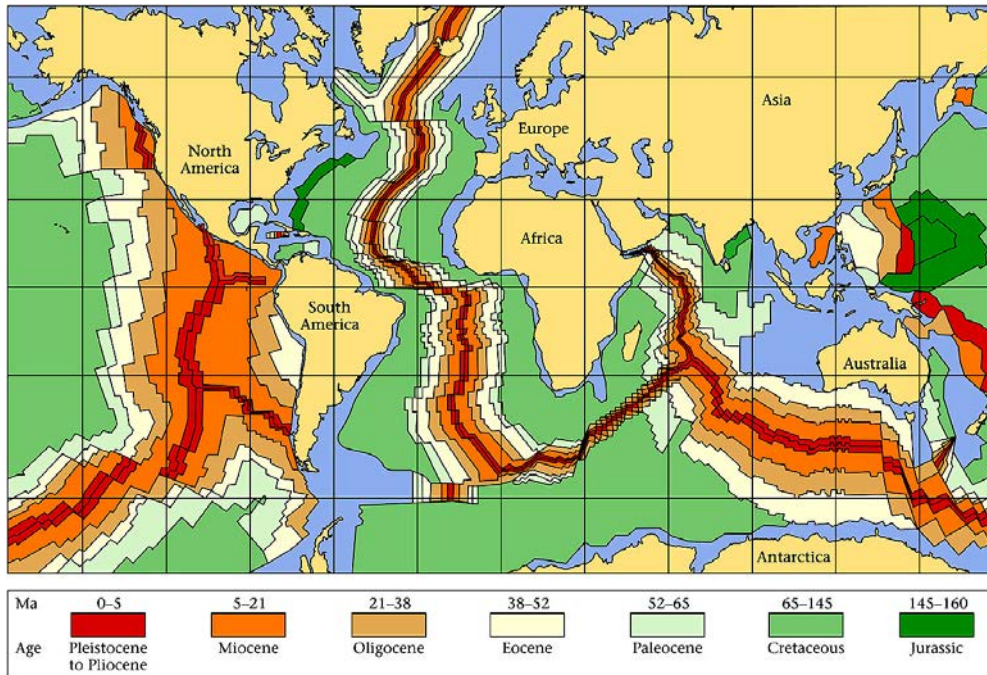 Asia
Europe
North
America
Africa
South
America
Australia
Antarctica
Ma 0–5 5–21 21–38 38–52 52–65 65–145 145–160
Age Pleistocene Miocene Oligocene Eocene Paleocene Cretaceous Jurassic
to Pliocene